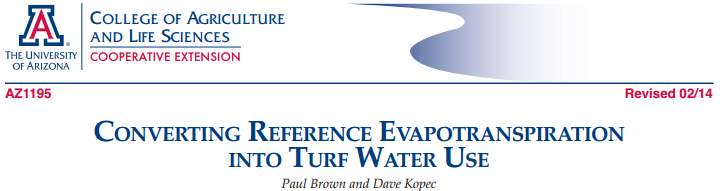 A
THE UNIVERSITY
OF ARIZONA
®
COLLEGE OF AGRICULTURE
AND LIFE SCIENCES
COOPERATIVE EXTENSION
AZ1195
Revised 02/14
CONVERTING REFERENCE EVAPOTRANSPIRATION
INTO TURF WATER USE
Paul Brown and Dave Kopec